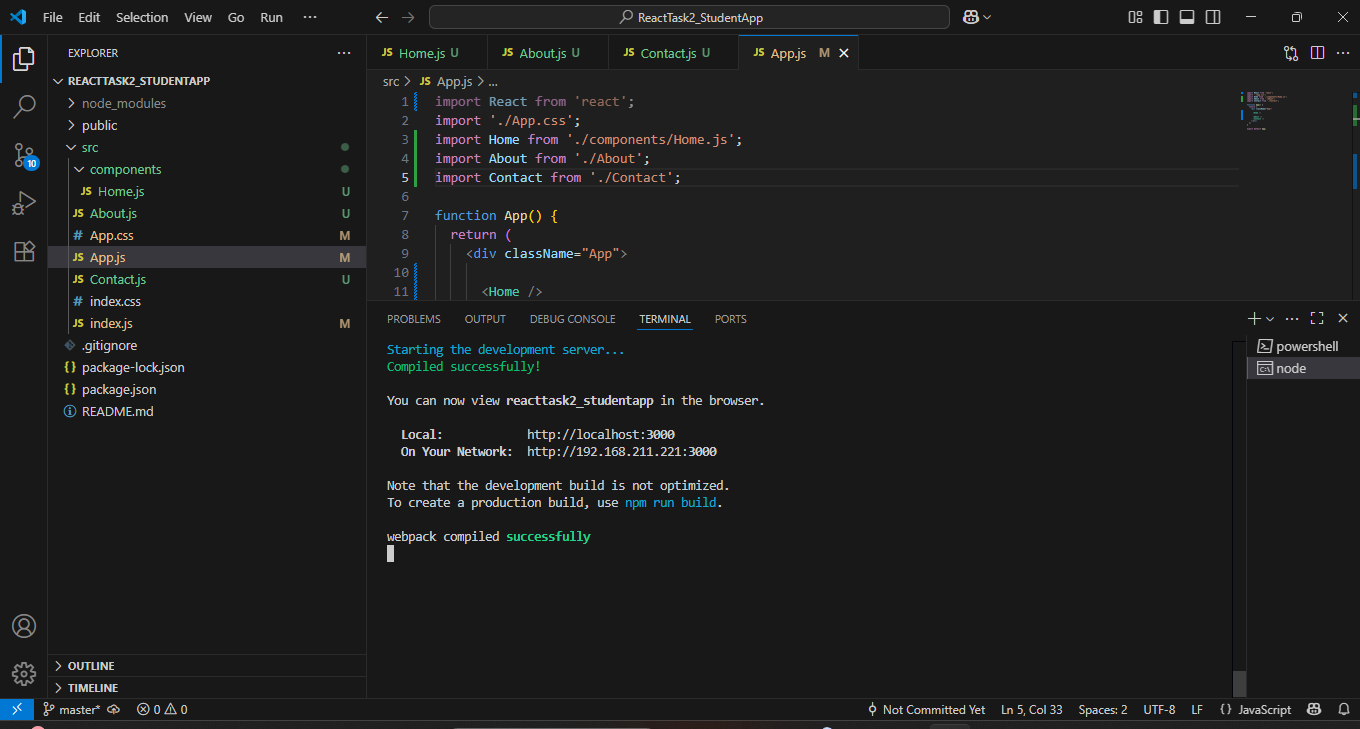 File Edit Selection View Go Run ···
ReactTask2_StudentApp
EXPLORER ···
REACTTASK2_STUDENTAPP
node_modules
public
src
components
JS Home.js U
JS About.js U
# App.css M
JS App.js M
JS Contact.js U
# index.css
JS index.js M
.gitignore
{} package-lock.json
{} package.json
README.md
OUTLINE
TIMELINE
10
JS Home.js U JS About.js U JS Contact.js U JS App.js M
src > JS App.js > ...
1 import React from 'react';
2 import './App.css';
3 import Home from './components/Home.js';
4 import About from './About';
5 import Contact from './Contact';
6
7 function App() {
8 return (
9 <div className="App">
10
11 <Home />
PROBLEMS OUTPUT DEBUG CONSOLE TERMINAL PORTS
Starting the development server...
Compiled successfully!
You can now view reacttask2_studentapp in the browser.
Local: http://localhost:3000
On Your Network: http://192.168.211.221:3000
Note that the development build is not optimized.
To create a production build, use npm run build.
webpack compiled successfully
powershell
node
master* 0 0 Not Committed Yet Ln 5, Col 33 Spaces: 2 UTF-8 LF {} JavaScript